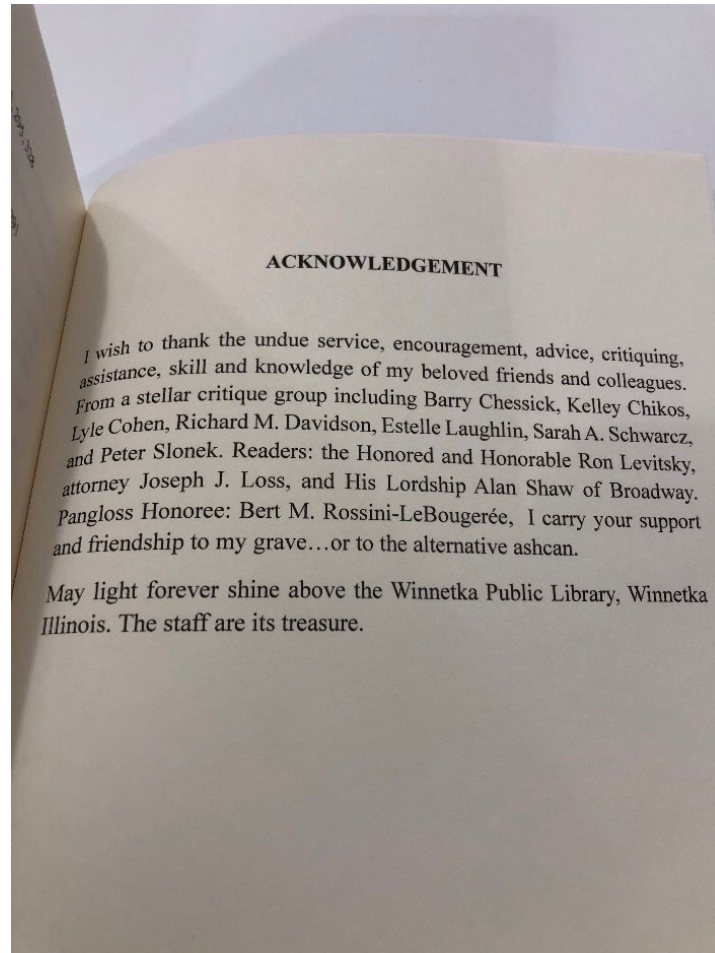 ACKNOWLEDGEMENT
I wish to thank the undue service, encouragement, advice, critiquing,
assistance, skill and knowledge of my beloved friends and colleagues.
From a stellar critique group including Barry Chessick, Kelley Chikos,
Lyle Cohen, Richard M. Davidson, Estelle Laughlin, Sarah A. Schwarcz,
and Peter Slonek. Readers: the Honored and Honorable Ron Levitsky,
attorney Joseph J. Loss, and His Lordship Alan Shaw of Broadway.
Pangloss Honoree: Bert M. Rossini-LeBougerée, I carry your support
and friendship to my grave…or to the alternative ashcan.
May light forever shine above the Winnetka Public Library, Winnetka
Illinois. The staff are its treasure.